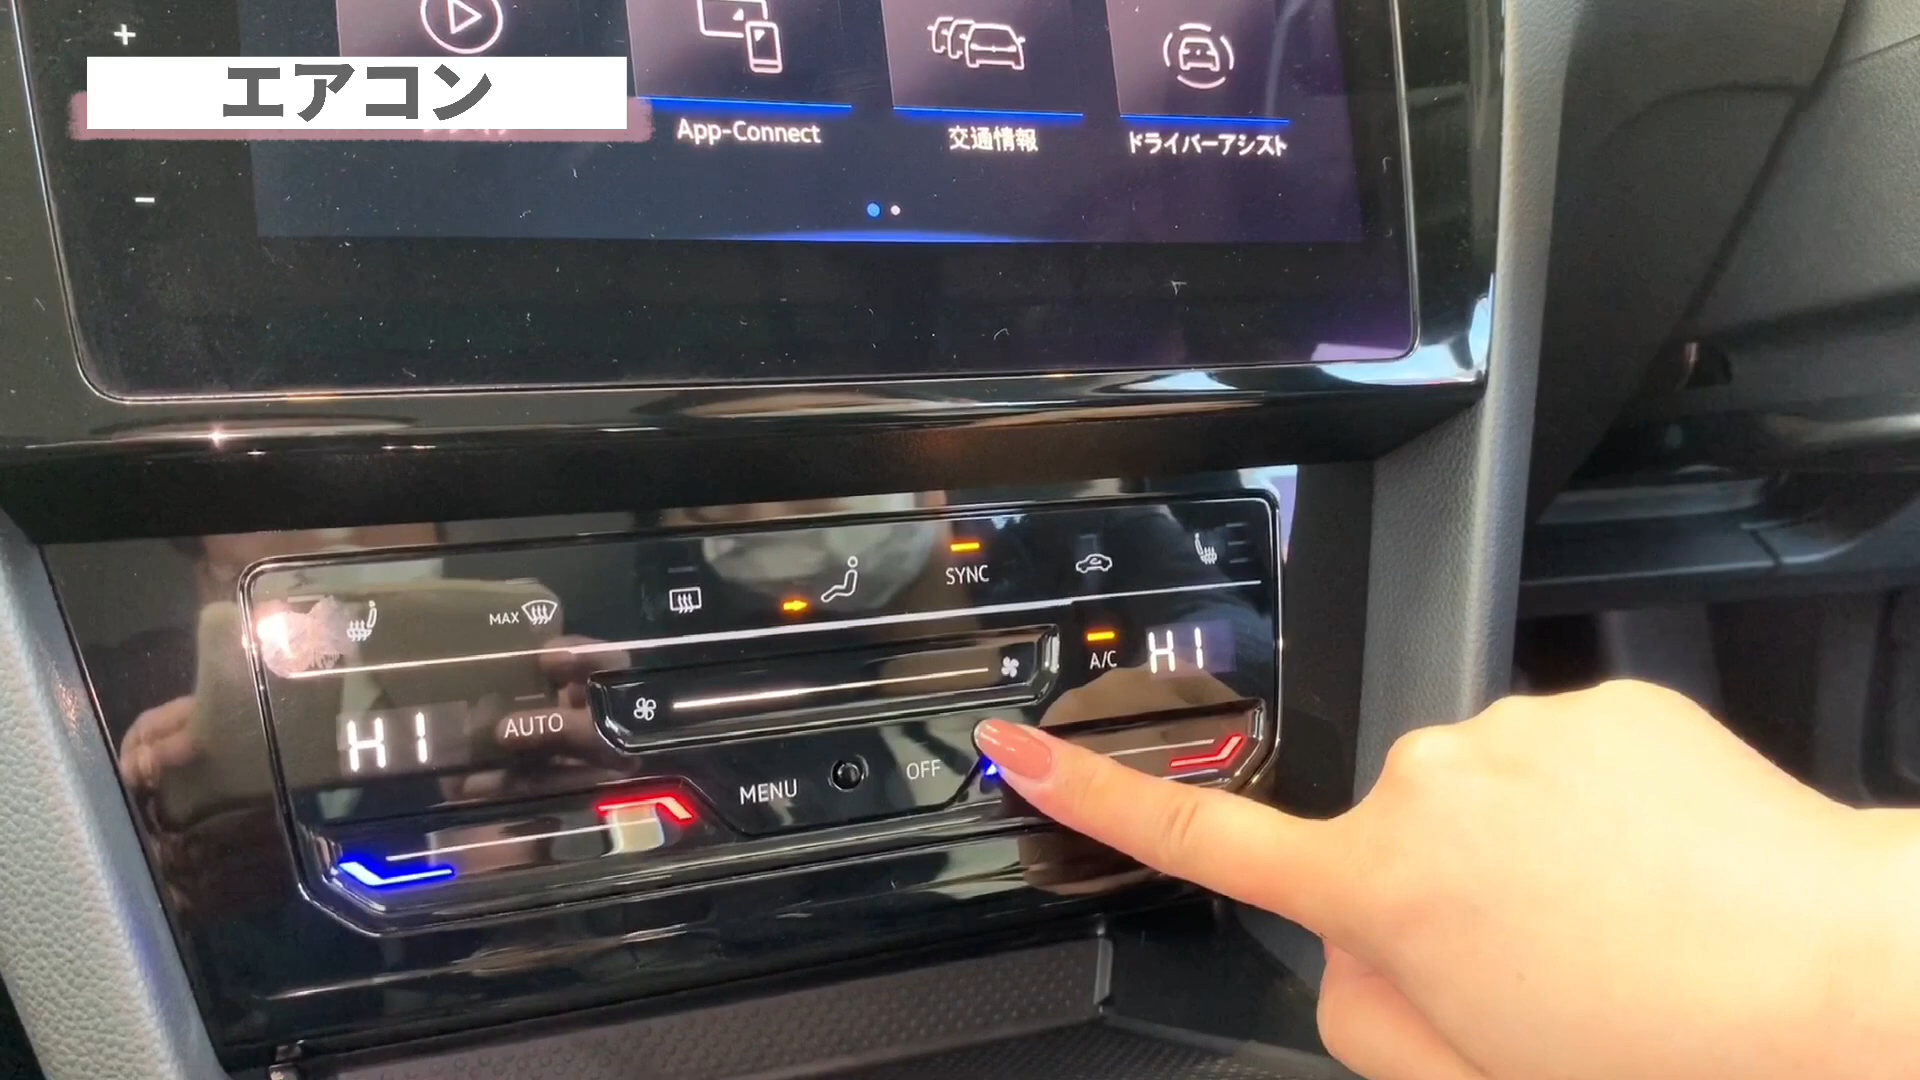 エアコン
App-Connect
交通情報
ドライバーアシスト
SYNC
MAX
A/C
HI
HI
AUTO
MENU
OFF